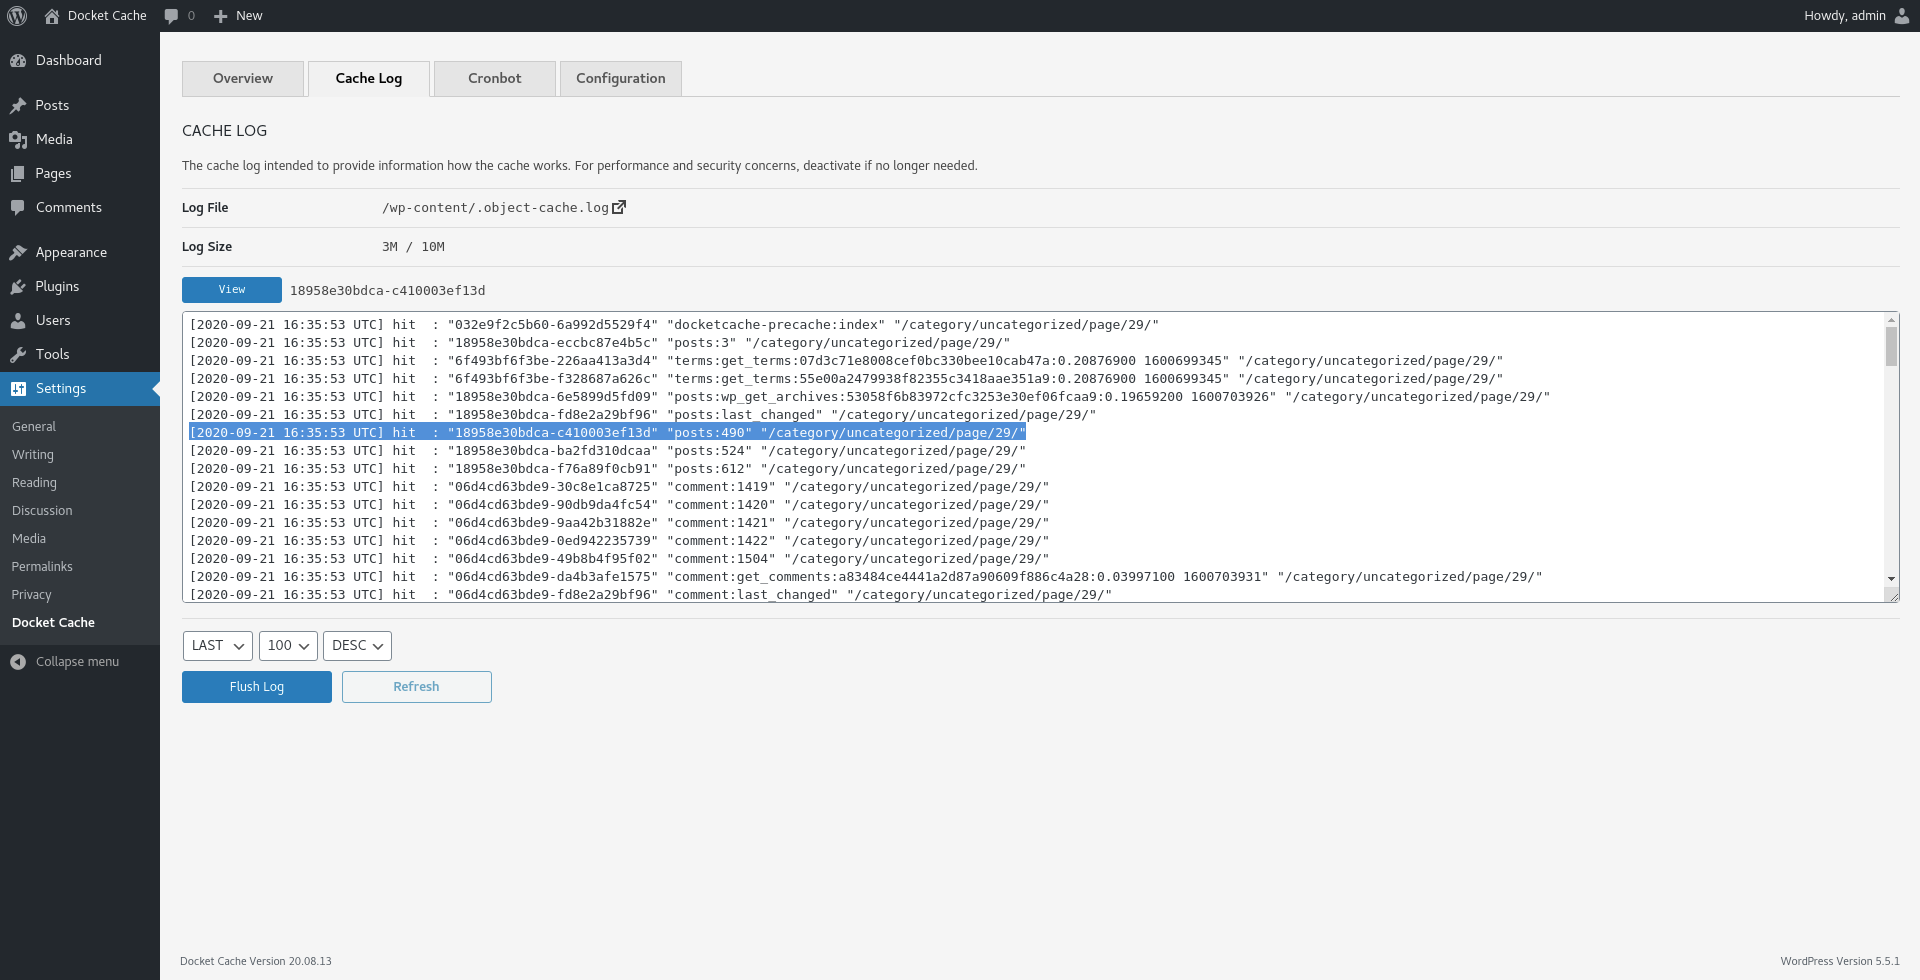 Docket Cache 0 New Howdy, admin
Dashboard
Posts
Media
Pages
Comments
Appearance
Plugins
Users
Tools
Settings
General
Writing
Reading
Discussion
Media
Permalinks
Privacy
Docket Cache
Collapse menu
Overview Cache Log Cronbot Configuration
CACHE LOG
The cache log intended to provide information how the cache works. For performance and security concerns, deactivate if no longer needed.
Log File /wp-content/.object-cache.log
Log Size 3M / 10M
View 18958e30bdca-c410003ef13d
[2020-09-21 16:35:53 UTC] hit  : "032e9f2c5b60-6a992d5529f4" "docketcache-precache:index" "/category/uncategorized/page/29/"
[2020-09-21 16:35:53 UTC] hit  : "18958e30bdca-eccbc87e4b5c" "posts:3" "/category/uncategorized/page/29/"
[2020-09-21 16:35:53 UTC] hit  : "6f493bf6f3be-226aa413a3d4" "terms:get_terms:07d3c71e8008cef0bc330bee10cab47a:0.20876900 1600699345" "/category/uncategorized/page/29/"
[2020-09-21 16:35:53 UTC] hit  : "6f493bf6f3be-f328687a626c" "terms:get_terms:55e00a2479938f82355c3418aae351a9:0.20876900 1600699345" "/category/uncategorized/page/29/"
[2020-09-21 16:35:53 UTC] hit  : "18958e30bdca-6e5899d5fd09" "posts:wp_get_archives:53058f6b83972cfc3253e30ef06fcaa9:0.19659200 1600703926" "/category/uncategorized/page/29/"
[2020-09-21 16:35:53 UTC] hit  : "18958e30bdca-fd8e2a29bf96" "posts:last_changed" "/category/uncategorized/page/29/"
[2020-09-21 16:35:53 UTC] hit  : "18958e30bdca-c410003ef13d" "posts:490" "/category/uncategorized/page/29/"
[2020-09-21 16:35:53 UTC] hit  : "18958e30bdca-ba2fd310dcaa" "posts:524" "/category/uncategorized/page/29/"
[2020-09-21 16:35:53 UTC] hit  : "18958e30bdca-f76a89f0cb91" "posts:612" "/category/uncategorized/page/29/"
[2020-09-21 16:35:53 UTC] hit  : "06d4cd63bde9-30c8e1ca8725" "comment:1419" "/category/uncategorized/page/29/"
[2020-09-21 16:35:53 UTC] hit  : "06d4cd63bde9-90db9da4fc54" "comment:1420" "/category/uncategorized/page/29/"
[2020-09-21 16:35:53 UTC] hit  : "06d4cd63bde9-9aa42b31882e" "comment:1421" "/category/uncategorized/page/29/"
[2020-09-21 16:35:53 UTC] hit  : "06d4cd63bde9-0ed942235739" "comment:1422" "/category/uncategorized/page/29/"
[2020-09-21 16:35:53 UTC] hit  : "06d4cd63bde9-49b8b4f95f02" "comment:1504" "/category/uncategorized/page/29/"
[2020-09-21 16:35:53 UTC] hit  : "06d4cd63bde9-da4b3afe1575" "comment:get_comments:a83484ce4441a2d87a90609f886c4a28:0.03997100 1600703931" "/category/uncategorized/page/29/"
[2020-09-21 16:35:53 UTC] hit  : "06d4cd63bde9-fd8e2a29bf96" "comment:last_changed" "/category/uncategorized/page/29/"
LAST 100 DESC
Flush Log Refresh
Docket Cache Version 20.08.13 WordPress Version 5.5.1